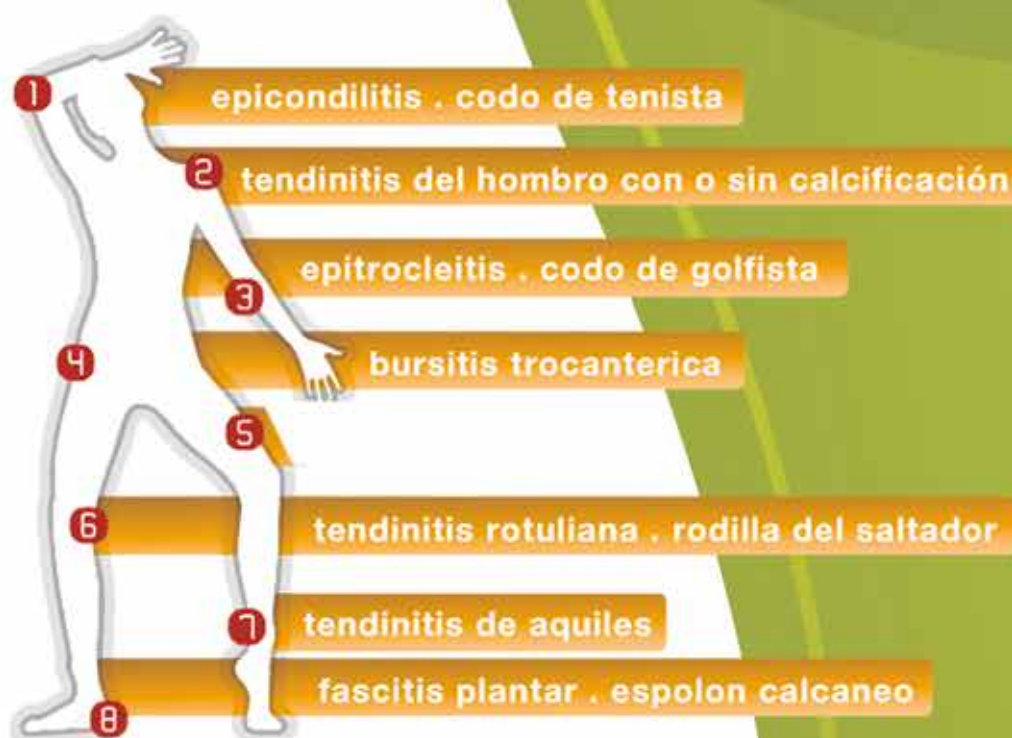 1 epicondilitis . codo de tenista
2 tendinitis del hombro con o sin calcificación
epitrocleitis . codo de golfista
3
4 bursitis trocanterica
5
6 tendinitis rotuliana . rodilla del saltador
7 tendinitis de aquiles
fascitis plantar . espolon calcaneo
8